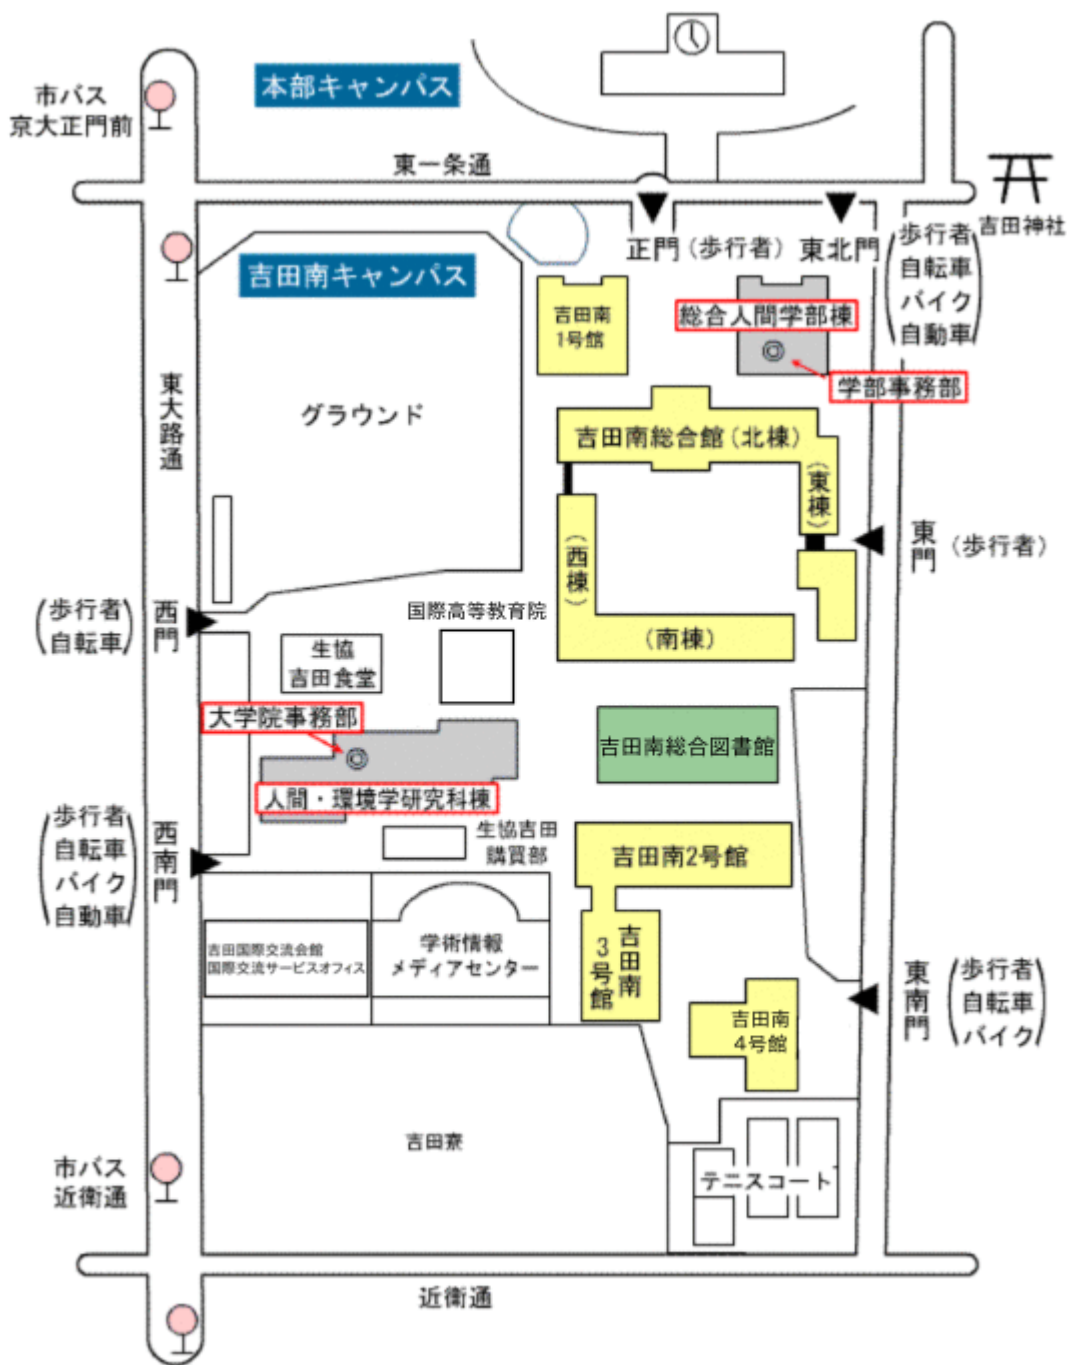 本部キャンパス
市バス
京大正門前
東一条通
吉田神社
正門
(歩行者)
東北門
(歩行者
自転車
バイク
自動車)
吉田南キャンパス
吉田南
1号館
総合人間学部棟
学部事務部
東大路通
グラウンド
吉田南総合館(北棟)
(東棟)
(西棟)
(南棟)
東門
(歩行者)
(歩行者
自転車)
西門
国際高等教育院
生協
吉田食堂
大学院事務部
人間・環境学研究科棟
吉田南総合図書館
(歩行者
自転車
バイク
自動車)
西南門
生協吉田
購買部
吉田南2号館
吉田南
3号館
吉田国際交流会館
国際交流サービスオフィス
学術情報
メディアセンター
吉田南
4号館
東南門
(歩行者
自転車
バイク)
吉田寮
テニスコート
市バス
近衛通
近衛通